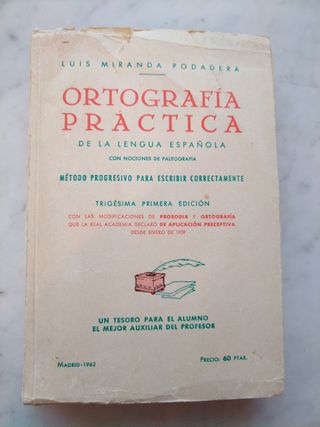 LUIS MIRANDA PODADERA
ORTOGRAFÍA
PRÁCTICA
DE LA LENGUA ESPAÑOLA
CON NOCIONES DE PALEOGRAFÍA
MÉTODO PROGRESIVO PARA ESCRIBIR CORRECTAMENTE
TRIGÉSIMA PRIMERA EDICIÓN
CON LAS MODIFICACIONES DE PROSODIA Y ORTOGRAFÍA
QUE LA REAL ACADEMIA DECLARÓ DE APLICACIÓN PRECEPTIVA
DESDE ENERO DE 1959
UN TESORO PARA EL ALUMNO
EL MEJOR AUXILIAR DEL PROFESOR
MADRID-1962
PRECIO: 60 PTAS.